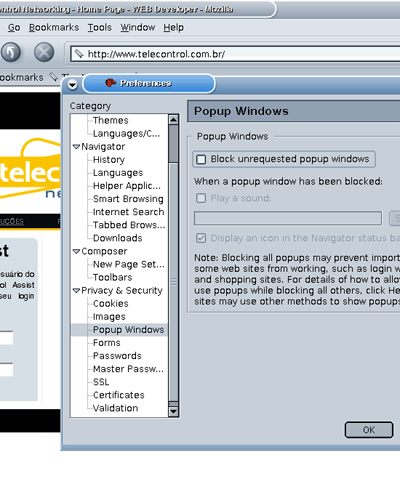 ontrol Networking - Home Page - WEB Developer - Mozilla
Go Bookmarks Tools Window Help
http://www.telecontrol.com.br/
ookmarks
Preferences
Category
Themes
Languages/C...
Navigator
History
Languages
Helper Applic...
Smart Browsing
Internet Search
Tabbed Brows...
Downloads
Composer
New Page Set...
Toolbars
Privacy & Security
Cookies
Images
Popup Windows
Forms
Passwords
Master Passw...
SSL
Certificates
Validation
Popup Windows
Popup Windows
Block unrequested popup windows
When a popup window has been blocked:
Play a sound:
Display an icon in the Navigator status ba
Note: Blocking all popups may prevent import
some web sites from working, such as login w
and shopping sites. For details of how to allow
use popups while blocking all others, click He
sites may use other methods to show popups
OK
telec
ne
UÇÕES
st
suário do
ol Assist
seu login